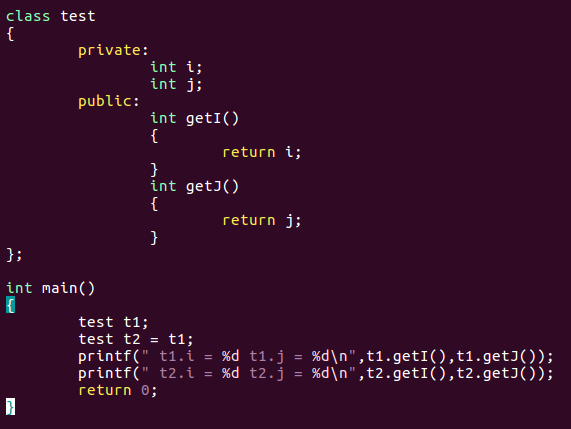 class test
{
        private:
                int i;
                int j;
        public:
                int getI()
                {
                        return i;
                }
                int getJ()
                {
                        return j;
                }
};

int main()
{
        test t1;
        test t2 = t1;
        printf(" t1.i = %d t1.j = %d\n",t1.getI(),t1.getJ());
        printf(" t2.i = %d t2.j = %d\n",t2.getI(),t2.getJ());
        return 0;
}